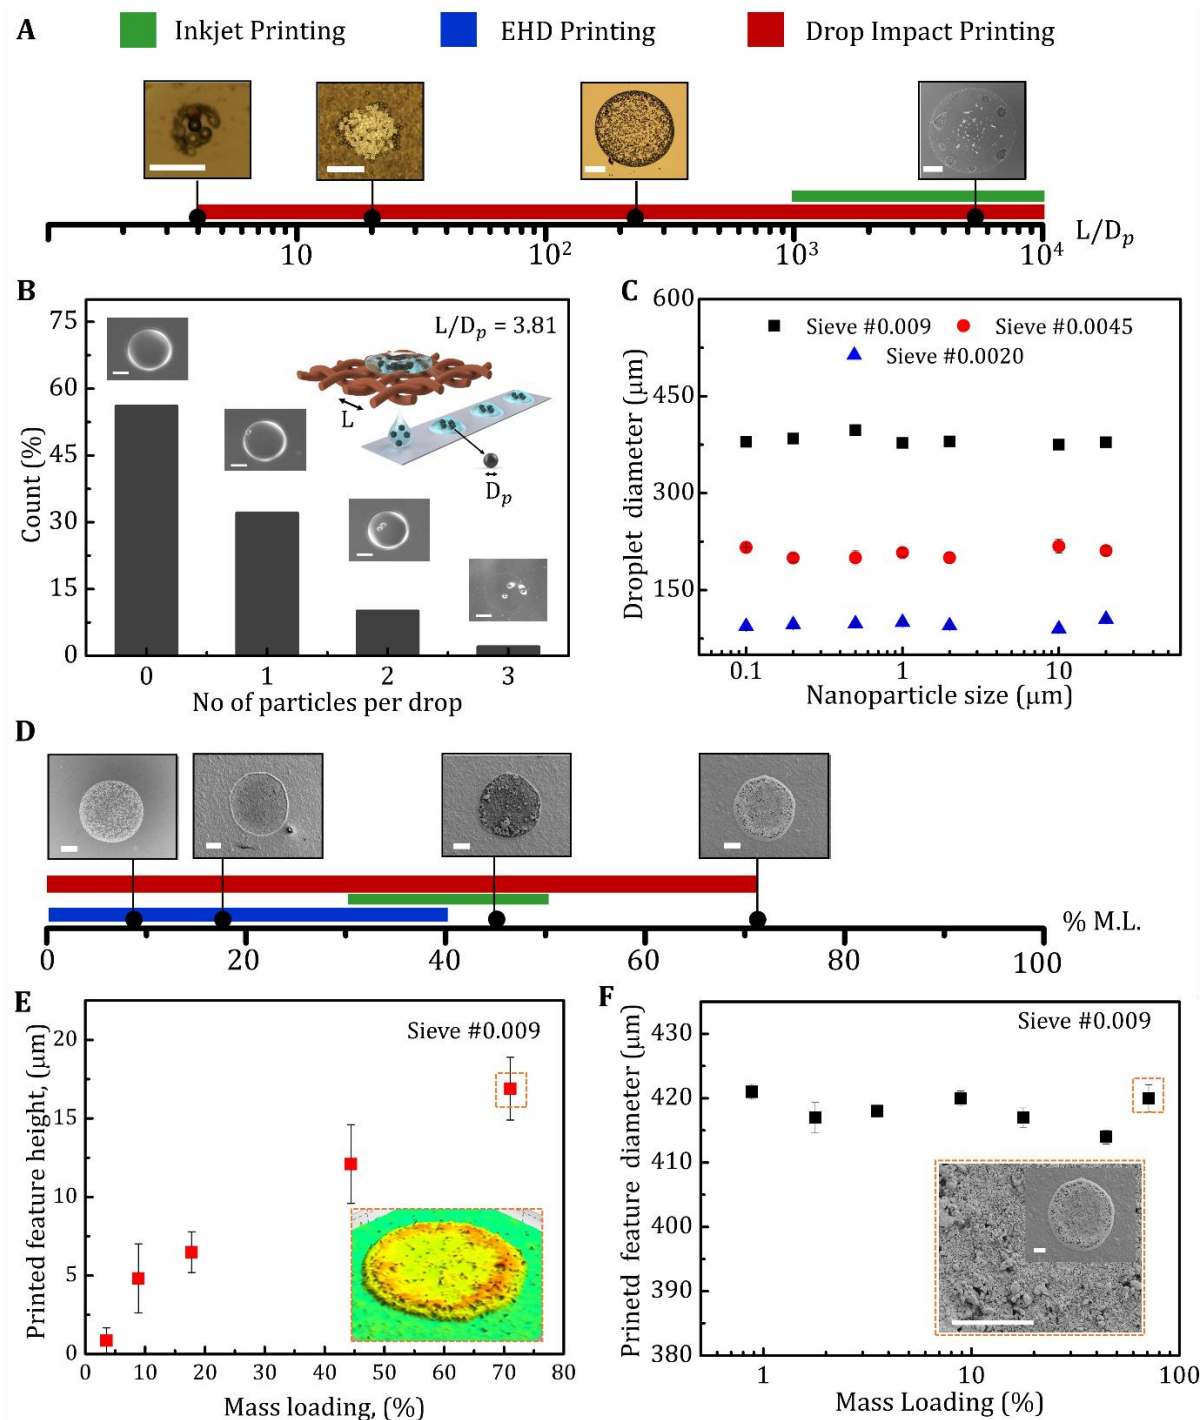 A
Inkjet Printing
EHD Printing
Drop Impact Printing
10
10²
10³
10⁴
L/Dₚ
B
75
60
45
30
15
0
Count (%)
0
1
2
3
No of particles per drop
L/Dₚ = 3.81
L
Dₚ
C
600
450
300
150
Droplet diameter (μm)
Sieve #0.009
Sieve #0.0045
Sieve #0.0020
0.1
1
10
Nanoparticle size (μm)
D
0
20
40
60
80
100
% M.L.
E
20
15
10
5
0
Printed feature height, (μm)
Sieve #0.009
0
10
20
30
40
50
60
70
80
Mass loading, (%)
F
430
420
410
400
390
380
Prinetd feature diameter (μm)
Sieve #0.009
1
10
100
Mass Loading (%)